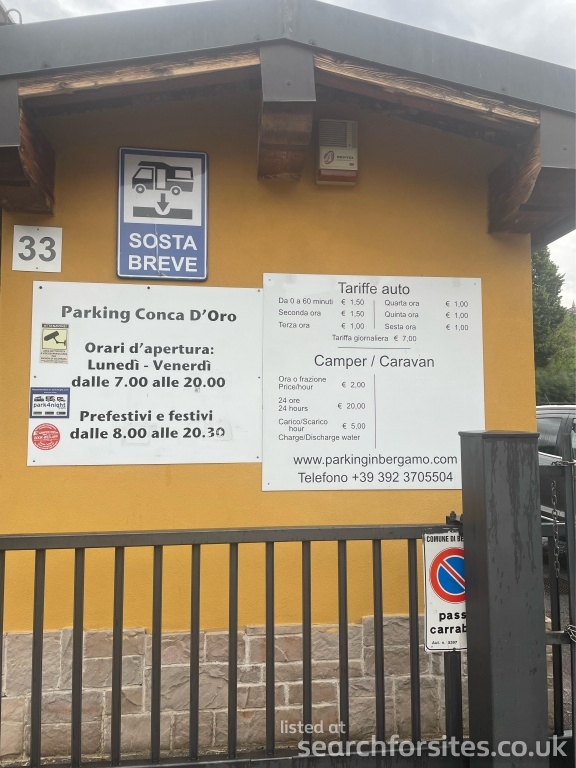 SOSTA
BREVE
33
Parking Conca D'Oro
Orari d'apertura:
Lunedì - Venerdì
dalle 7.00 alle 20.00
Prefestivi e festivi
dalle 8.00 alle 20.30
park4night
Tariffe auto
Da 0 a 60 minuti € 1,50
Seconda ora € 1,50
Terza ora € 1,00
Quarta ora € 1,00
Quinta ora € 1,00
Sesta ora € 1,00
Tariffa giornaliera € 7,00
Camper / Caravan
Ora o frazione
Price/hour € 2,00
24 ore
24 hours € 20,00
Carico/Scarico
hour € 5,00
Charge/Discharge water
www.parkinginbergamo.com
Telefono +39 392 3705504
COMUNE DI BE
pass
carrab
listed at
searchforsites.co.uk